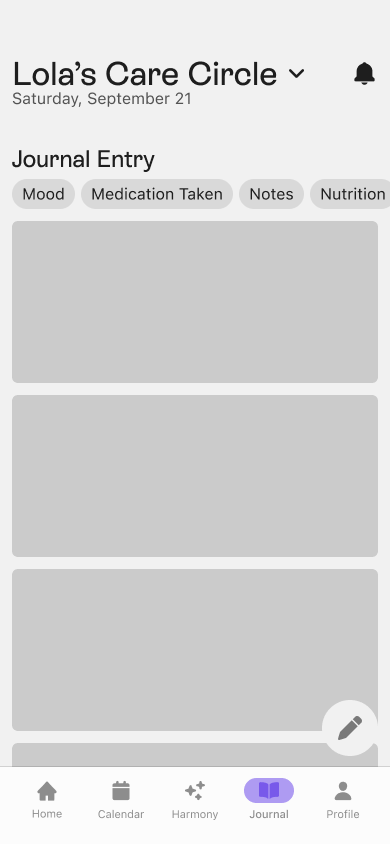 Lola’s Care Circle
Saturday, September 21
Journal Entry
Mood Medication Taken Notes Nutrition
Home Calendar Harmony Journal Profile